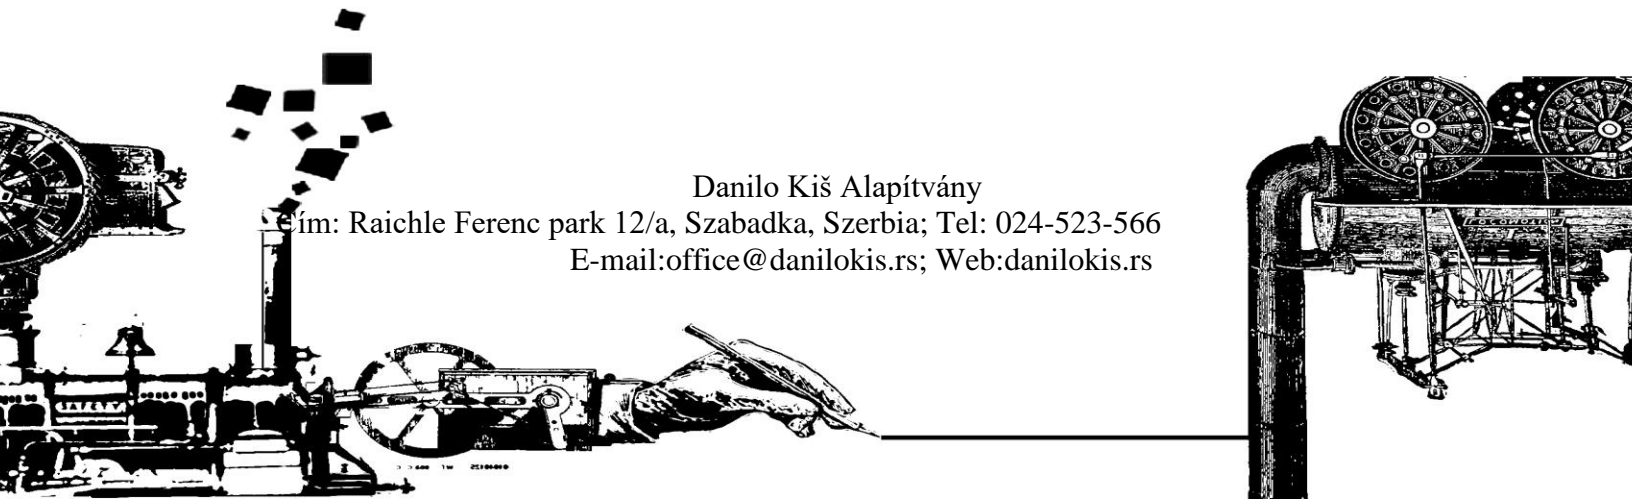 Danilo Kiš Alapítvány
Cím: Raichle Ferenc park 12/a, Szabadka, Szerbia; Tel: 024-523-566
E-mail:office@danilokis.rs; Web:danilokis.rs